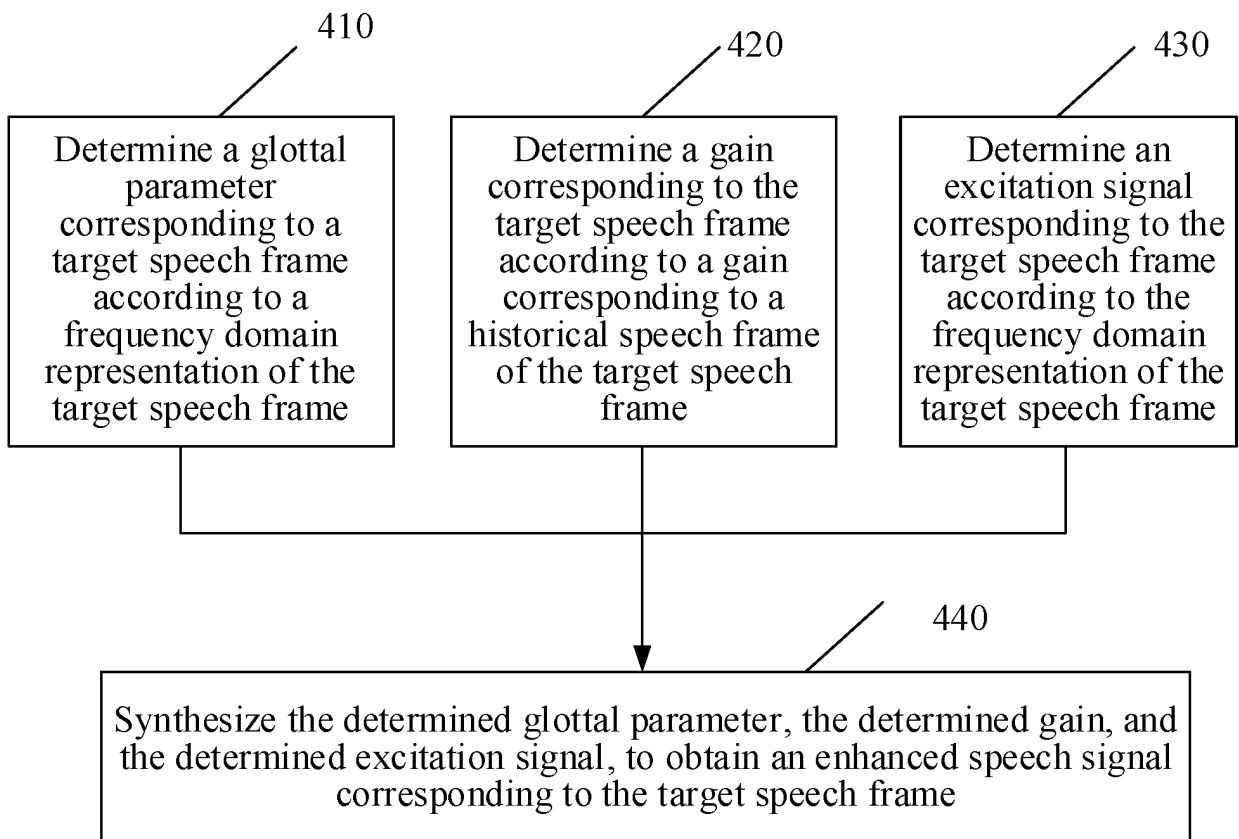 410
Determine a glottal
parameter
corresponding to a
target speech frame
according to a
frequency domain
representation of the
target speech frame
420
Determine a gain
corresponding to the
target speech frame
according to a gain
corresponding to a
historical speech frame
of the target speech
frame
430
Determine an
excitation signal
corresponding to the
target speech frame
according to the
frequency domain
representation of the
target speech frame
440
Synthesize the determined glottal parameter, the determined gain, and
the determined excitation signal, to obtain an enhanced speech signal
corresponding to the target speech frame